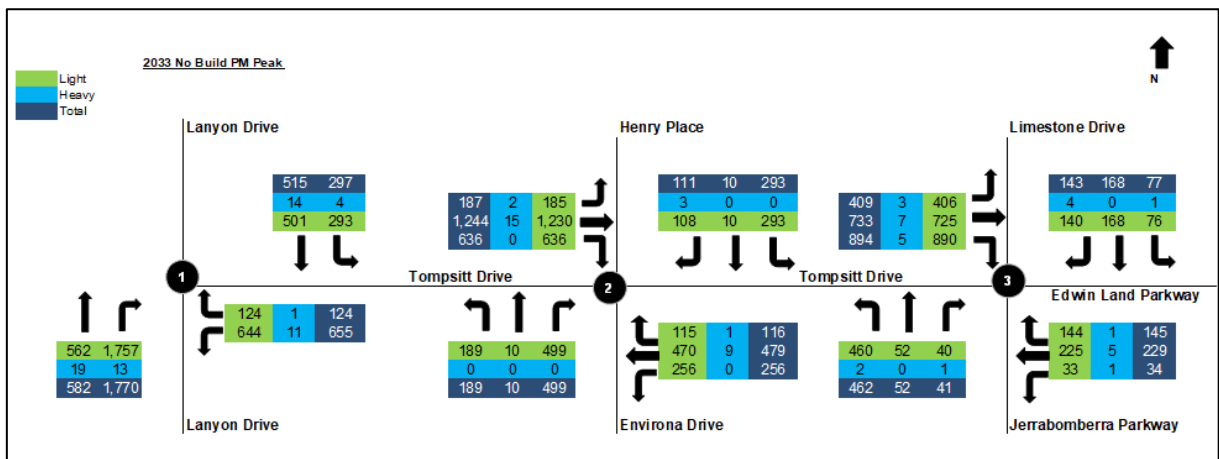 2033 No Build PM Peak
Light
Heavy
Total
N
Lanyon Drive
Henry Place
Limestone Drive
515 297
14 4
501 293
187 2 185
1,244 15 1,230
636 0 636
111 10 293
3 0 0
108 10 293
409 3 406
733 7 725
894 5 890
143 168 77
4 0 1
140 168 76
1
Tompsitt Drive
2
Tompsitt Drive
3
Edwin Land Parkway
124 1 124
644 11 655
562 1,757
19 13
582 1,770
189 10 499
0 0 0
189 10 499
115 1 116
470 9 479
256 0 256
460 52 40
2 0 1
462 52 41
144 1 145
225 5 229
33 1 34
Lanyon Drive
Environa Drive
Jerrabomberra Parkway